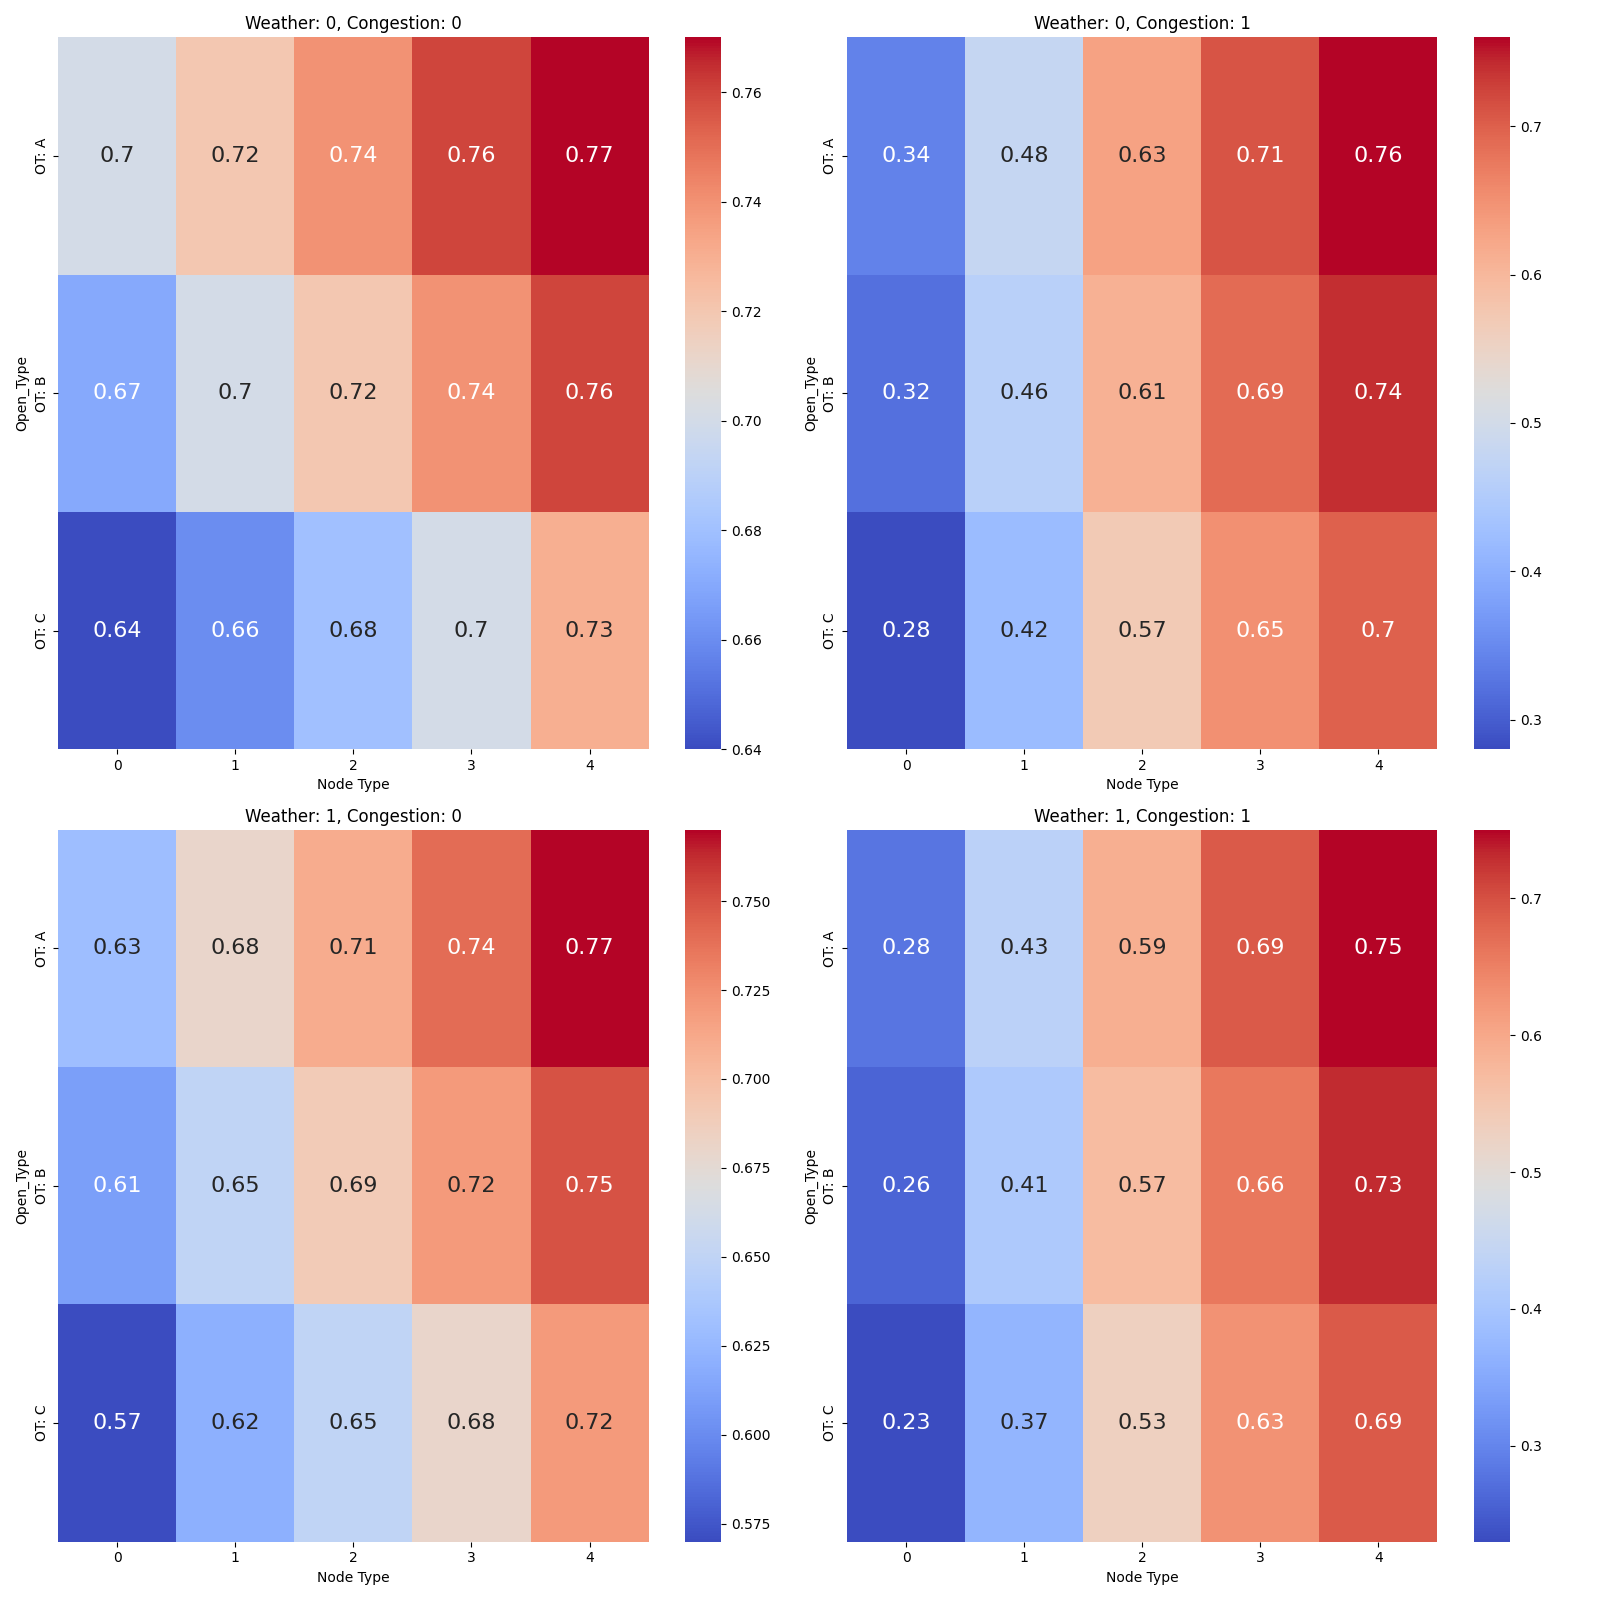 Weather: 0, Congestion: 0
OT: A
0.7 0.72 0.74 0.76 0.77
Open_Type
OT: B
0.67 0.7 0.72 0.74 0.76
OT: C
0.64 0.66 0.68 0.7 0.73
0 1 2 3 4
Node Type
0.76
0.74
0.72
0.70
0.68
0.66
0.64
Weather: 0, Congestion: 1
OT: A
0.34 0.48 0.63 0.71 0.76
Open_Type
OT: B
0.32 0.46 0.61 0.69 0.74
OT: C
0.28 0.42 0.57 0.65 0.7
0 1 2 3 4
Node Type
0.7
0.6
0.5
0.4
0.3
Weather: 1, Congestion: 0
OT: A
0.63 0.68 0.71 0.74 0.77
Open_Type
OT: B
0.61 0.65 0.69 0.72 0.75
OT: C
0.57 0.62 0.65 0.68 0.72
0 1 2 3 4
Node Type
0.750
0.725
0.700
0.675
0.650
0.625
0.600
0.575
Weather: 1, Congestion: 1
OT: A
0.28 0.43 0.59 0.69 0.75
Open_Type
OT: B
0.26 0.41 0.57 0.66 0.73
OT: C
0.23 0.37 0.53 0.63 0.69
0 1 2 3 4
Node Type
0.7
0.6
0.5
0.4
0.3